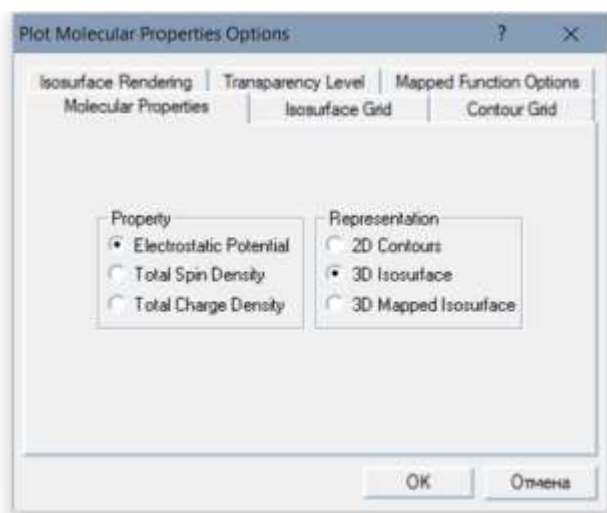 Plot Molecular Properties Options ?
Isosurface Rendering Transparency Level Mapped Function Options
Molecular Properties Isosurface Grid Contour Grid
Property
Electrostatic Potential
Total Spin Density
Total Charge Density
Representation
2D Contours
3D Isosurface
3D Mapped Isosurface
OK Отмена